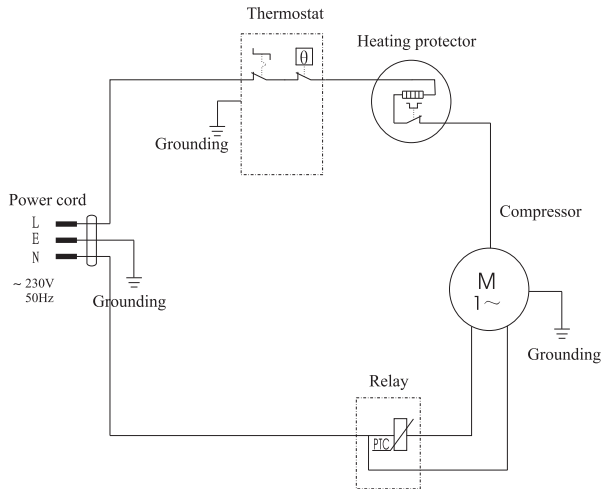 Thermostat
θ
Heating protector
Grounding
Power cord
L
E
N
~ 230V
50Hz
Grounding
Compressor
M
1~
Grounding
Relay
PTC